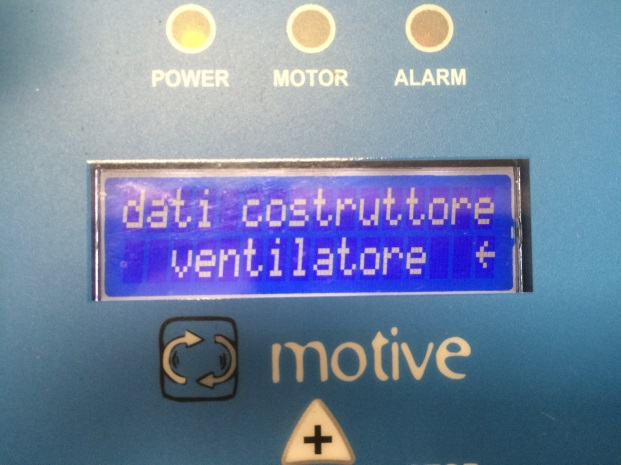 POWER MOTOR ALARM
dati costruttore
ventilatore ←
motive
+